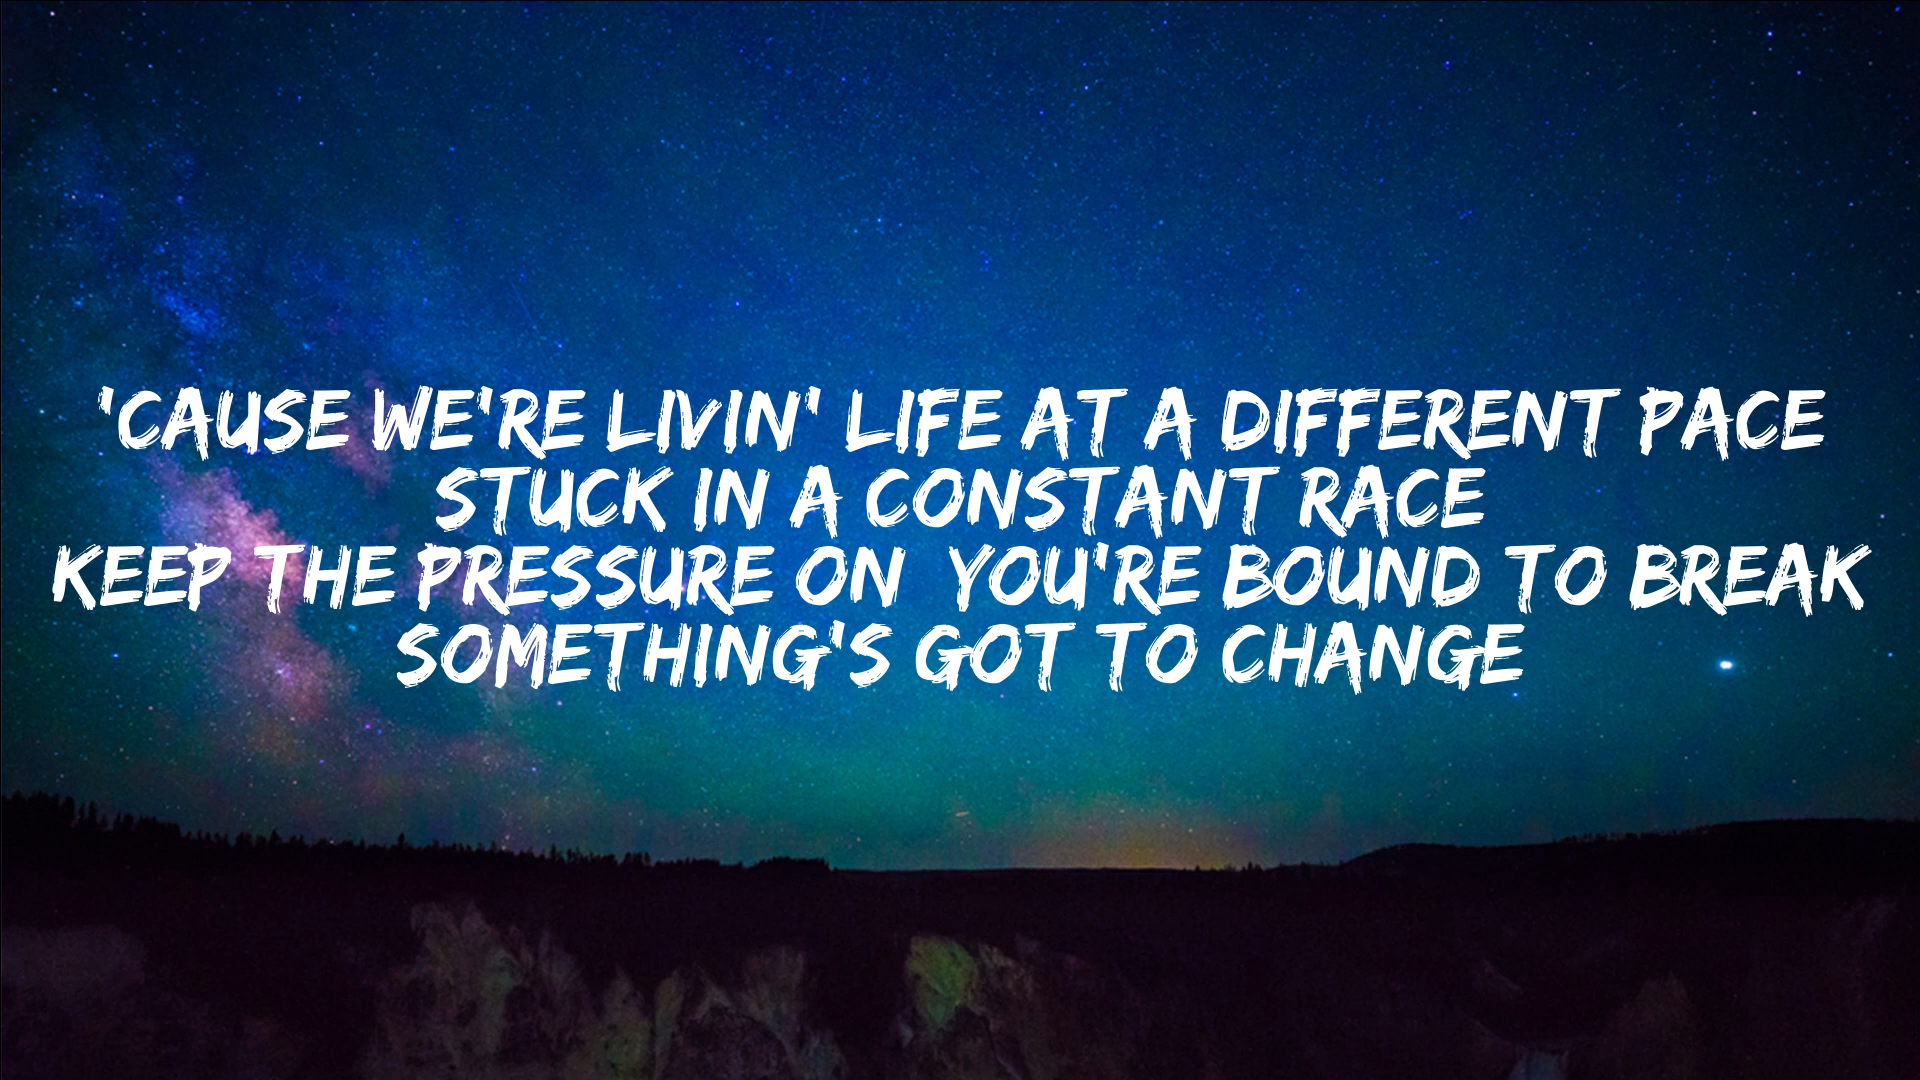 'CAUSE WE'RE LIVIN' LIFE AT A DIFFERENT PACE
STUCK IN A CONSTANT RACE
KEEP THE PRESSURE ON  YOU'RE BOUND TO BREAK
SOMETHING'S GOT TO CHANGE